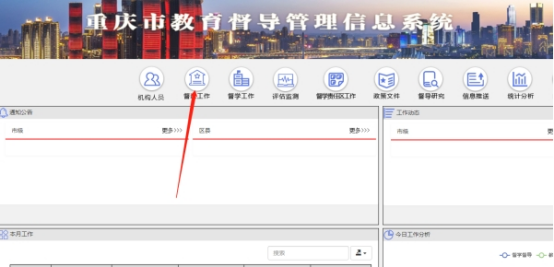 重庆市教育督导管理信息系统
机构人员 督政工作 督学工作 评估监测 督学责任区工作 政策文件 督导研究 信息推送 统计分析
通知公告 工作动态
市级 更多>>> 区县 更多>>> 市级
本月工作 今日工作分析
搜索
督学督导